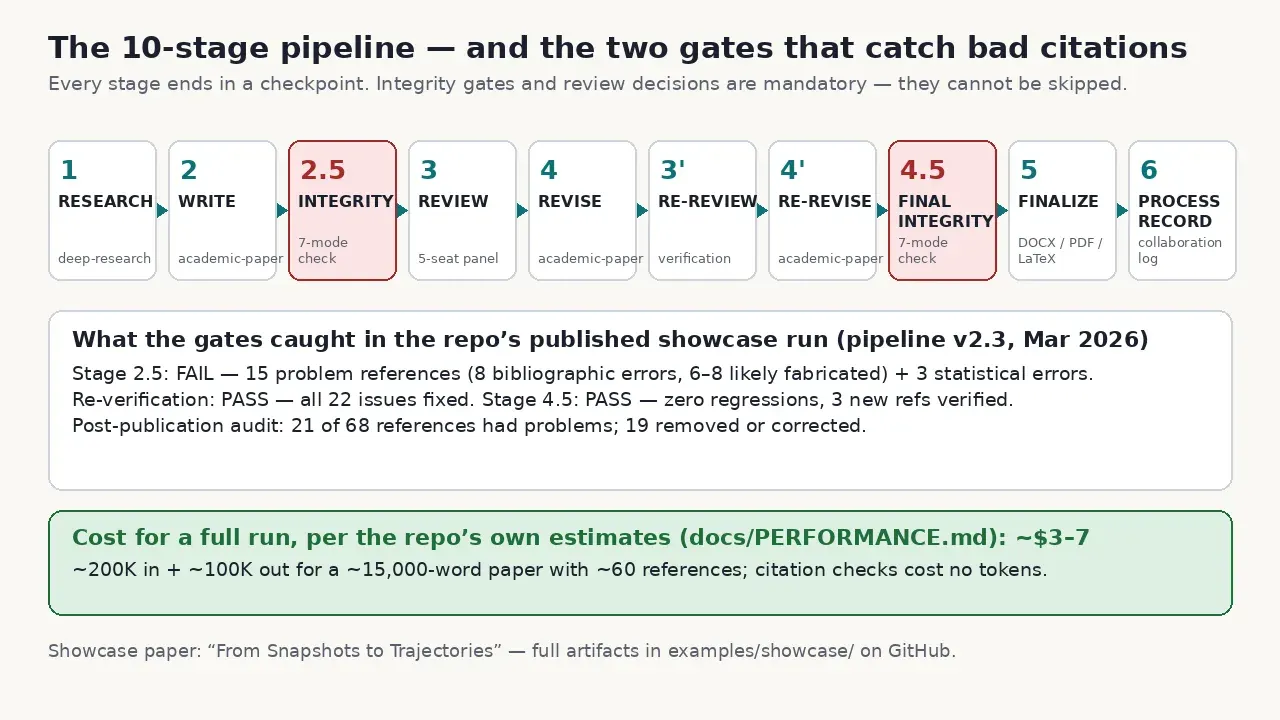 The 10-stage pipeline — and the two gates that catch bad citations
Every stage ends in a checkpoint. Integrity gates and review decisions are mandatory — they cannot be skipped.
1
RESEARCH
deep-research
2
WRITE
academic-paper
2.5
INTEGRITY
7-mode
check
3
REVIEW
5-seat panel
4
REVISE
academic-paper
3'
RE-REVIEW
verification
4'
RE-REVISE
academic-paper
4.5
FINAL
INTEGRITY
7-mode
check
5
FINALIZE
DOCX / PDF /
LaTeX
6
PROCESS
RECORD
collaboration
log
What the gates caught in the repo’s published showcase run (pipeline v2.3, Mar 2026)
Stage 2.5: FAIL — 15 problem references (8 bibliographic errors, 6–8 likely fabricated) + 3 statistical errors.
Re-verification: PASS — all 22 issues fixed. Stage 4.5: PASS — zero regressions, 3 new refs verified.
Post-publication audit: 21 of 68 references had problems; 19 removed or corrected.
Cost for a full run, per the repo’s own estimates (docs/PERFORMANCE.md): ~$3–7
~200K in + ~100K out for a ~15,000-word paper with ~60 references; citation checks cost no tokens.
Showcase paper: “From Snapshots to Trajectories” — full artifacts in examples/showcase/ on GitHub.